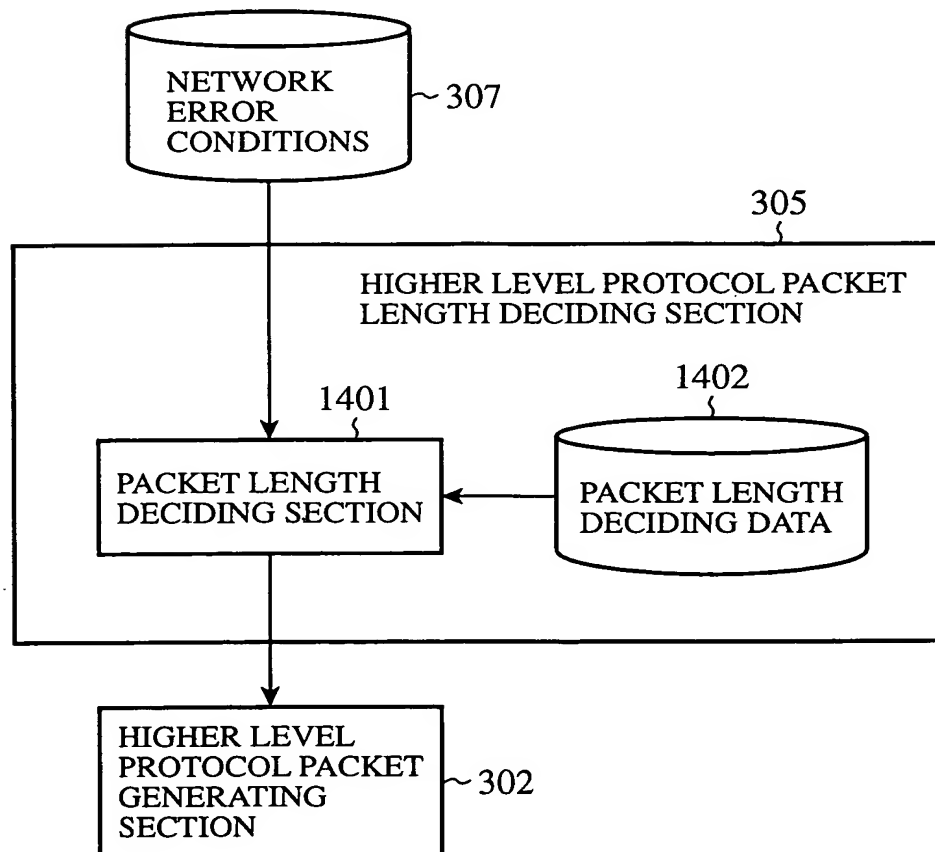 NETWORK
ERROR
CONDITIONS
307
305
HIGHER LEVEL PROTOCOL PACKET
LENGTH DECIDING SECTION
1401
1402
PACKET LENGTH
DECIDING SECTION
PACKET LENGTH
DECIDING DATA
HIGHER LEVEL
PROTOCOL PACKET
GENERATING
SECTION
302